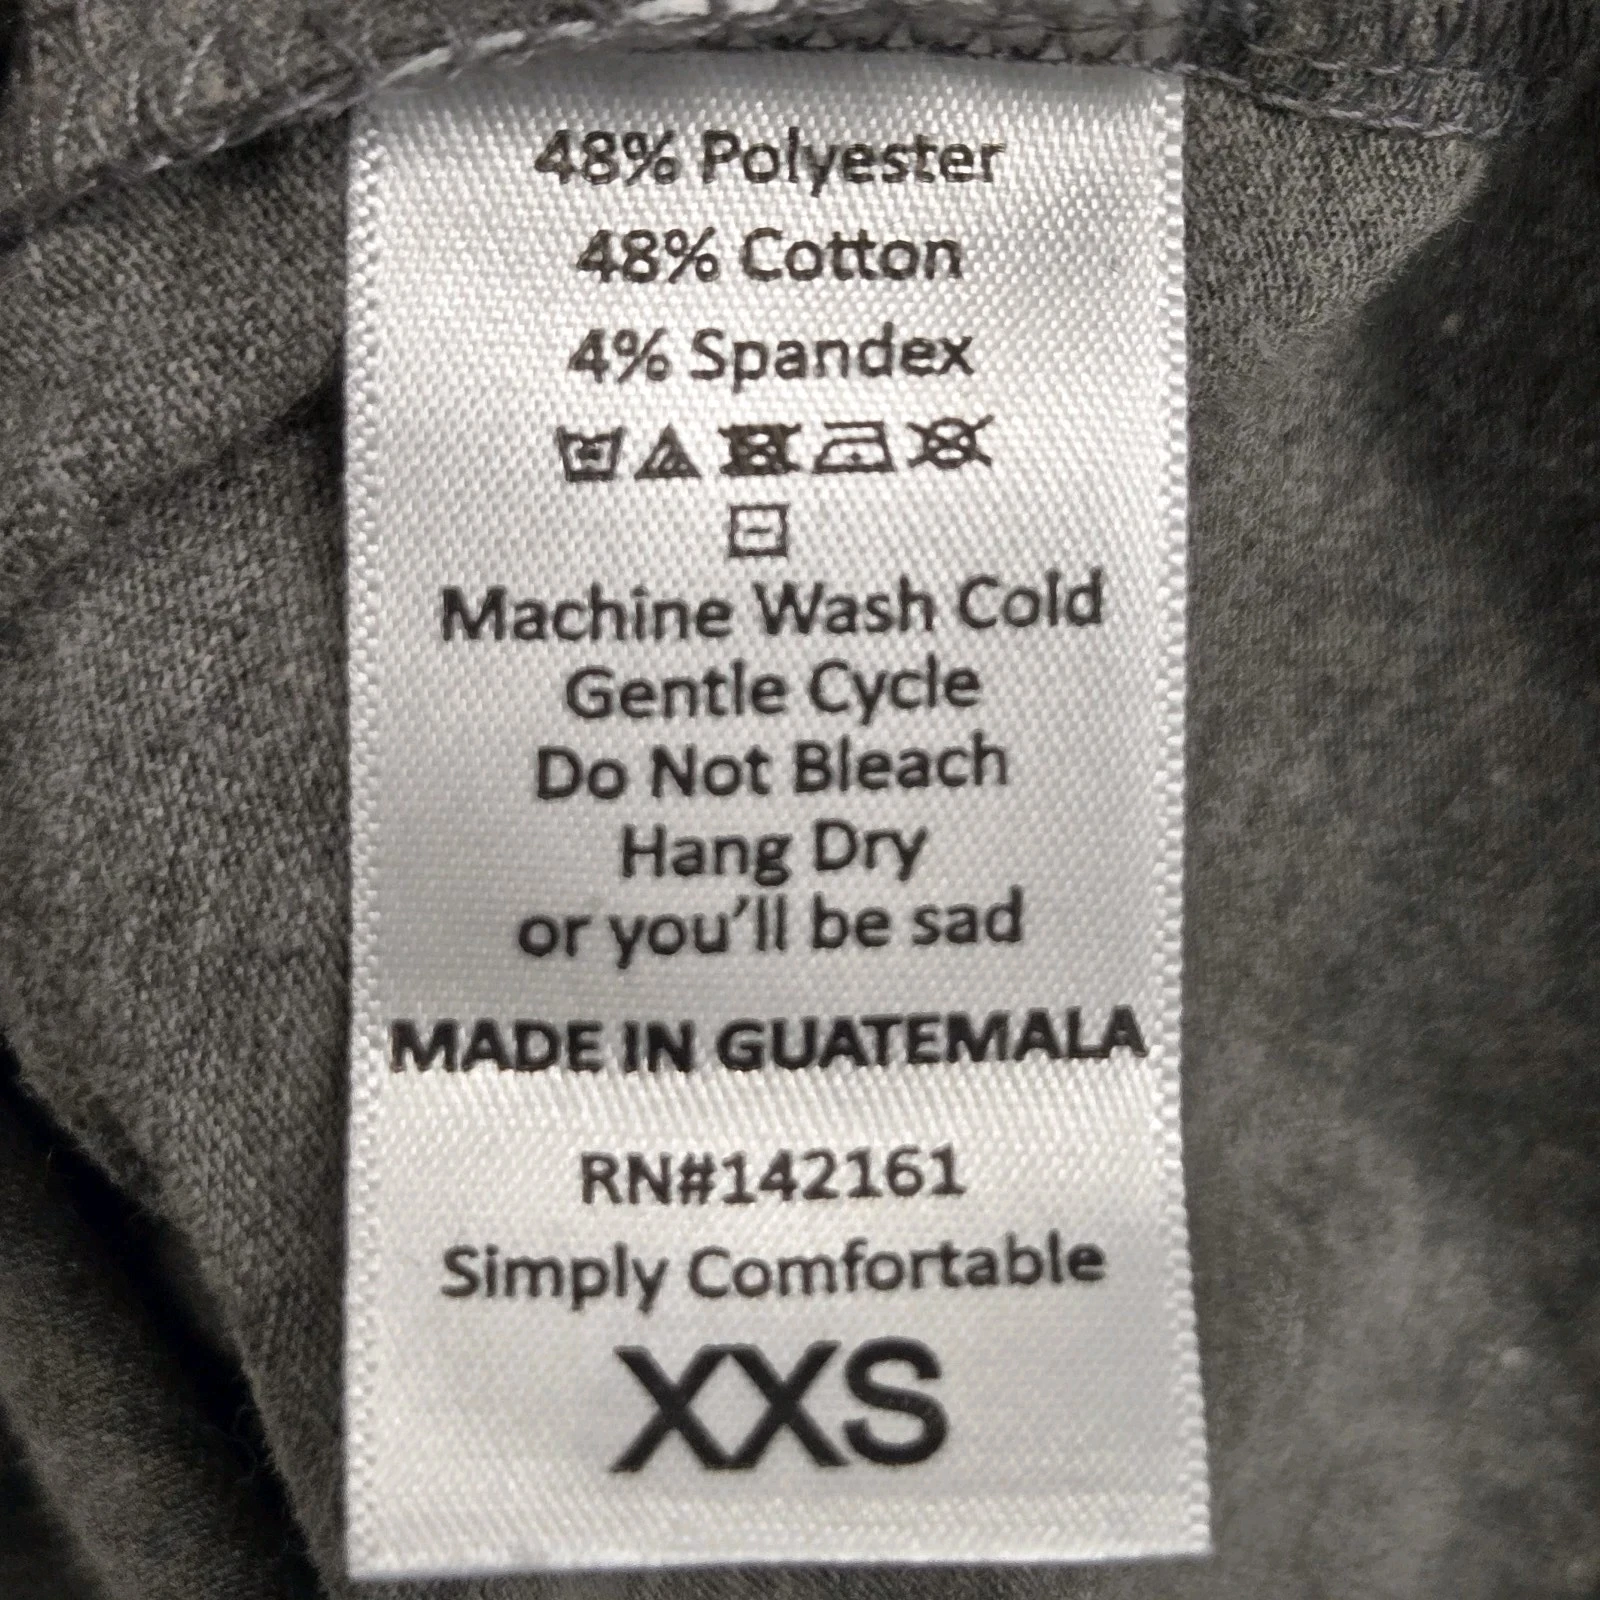 48% Polyester
48% Cotton
4% Spandex
Machine Wash Cold
Gentle Cycle
Do Not Bleach
Hang Dry
or you'll be sad
MADE IN GUATEMALA
RN#142161
Simply Comfortable
XXS